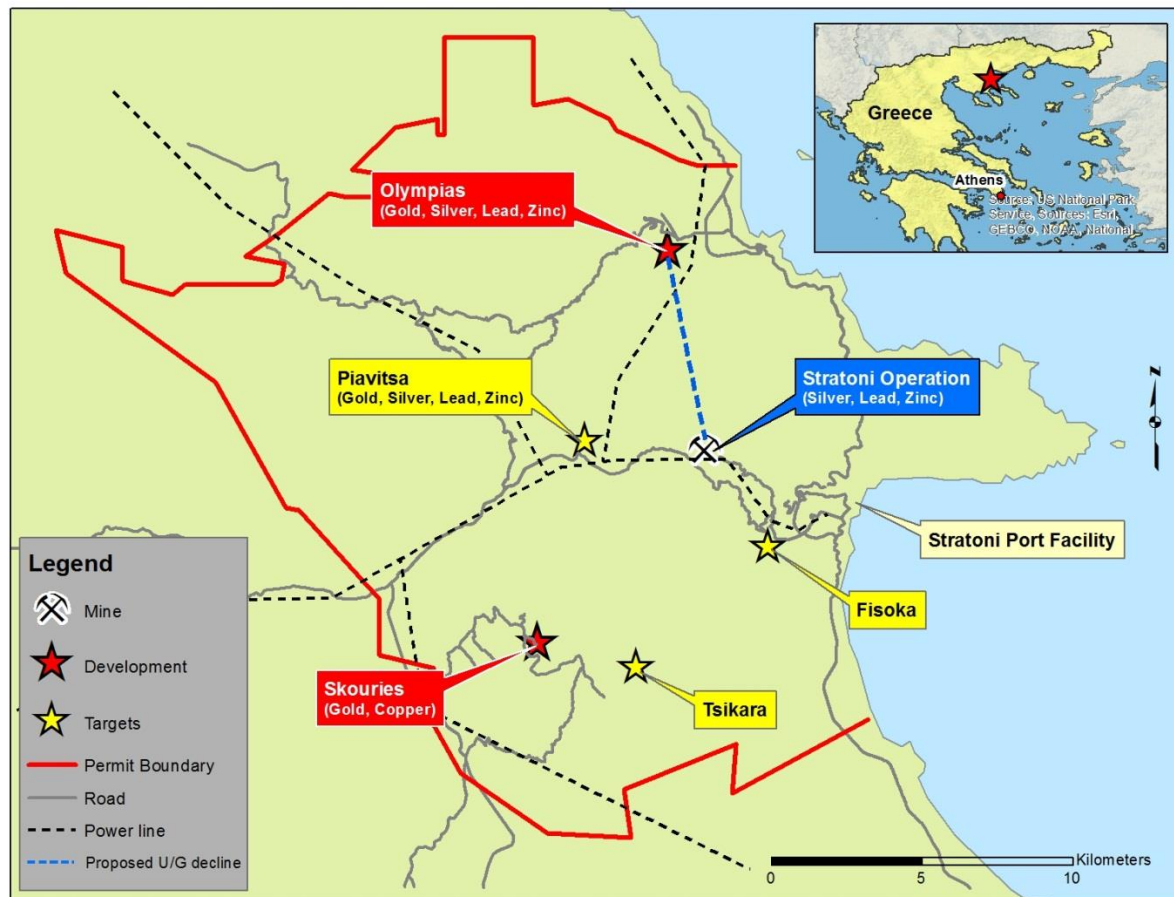 Greece
Athens
Source: US National Park
Service, Sources: Esri,
GEBCO, NOAA, National
Olympias
(Gold, Silver, Lead, Zinc)
Piavitsa
(Gold, Silver, Lead, Zinc)
Stratoni Operation
(Silver, Lead, Zinc)
N
Stratoni Port Facility
Fisoka
Tsikara
Skouries
(Gold, Copper)
Legend
Mine
Development
Targets
Permit Boundary
Road
Power line
Proposed U/G decline
Kilometers
0 5 10